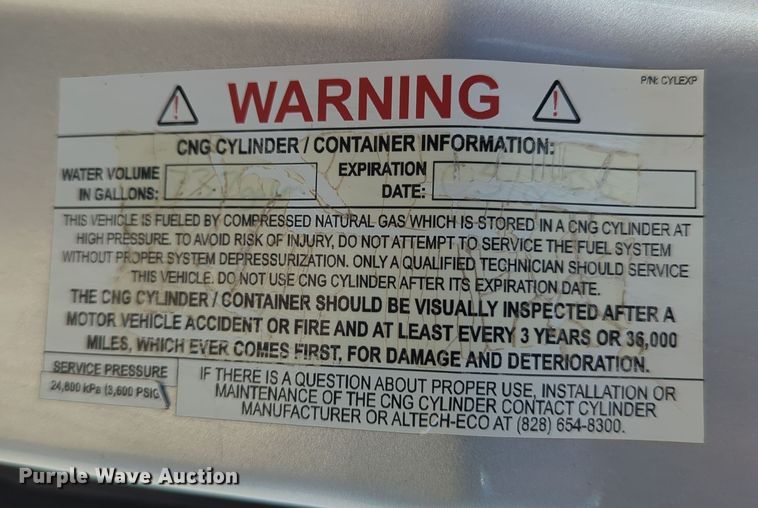 P/N: CYLEXP
WARNING
CNG CYLINDER / CONTAINER INFORMATION:
WATER VOLUME
IN GALLONS:
EXPIRATION
DATE:
THIS VEHICLE IS FUELED BY COMPRESSED NATURAL GAS WHICH IS STORED IN A CNG CYLINDER AT
HIGH PRESSURE. TO AVOID RISK OF INJURY, DO NOT ATTEMPT TO SERVICE THE FUEL SYSTEM
WITHOUT PROPER SYSTEM DEPRESSURIZATION. ONLY A QUALIFIED TECHNICIAN SHOULD SERVICE
THIS VEHICLE. DO NOT USE CNG CYLINDER AFTER ITS EXPIRATION DATE.
THE CNG CYLINDER / CONTAINER SHOULD BE VISUALLY INSPECTED AFTER A
MOTOR VEHICLE ACCIDENT OR FIRE AND AT LEAST EVERY 3 YEARS OR 36,000
MILES, WHICH EVER COMES FIRST, FOR DAMAGE AND DETERIORATION.
SERVICE PRESSURE
24,800 kPa (3,600 PSIG)
IF THERE IS A QUESTION ABOUT PROPER USE, INSTALLATION OR
MAINTENANCE OF THE CNG CYLINDER CONTACT CYLINDER
MANUFACTURER OR ALTECH-ECO AT (828) 654-8300.
Purple Wave Auction